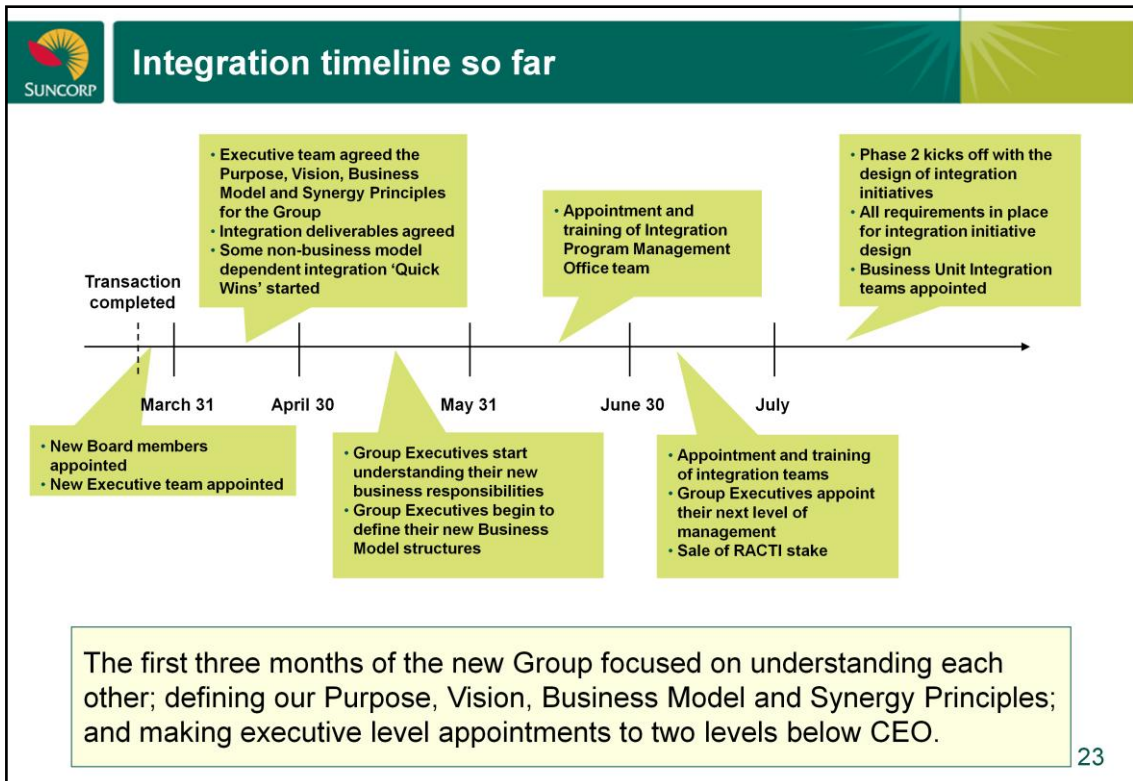 SUNCORP
Integration timeline so far
• Executive team agreed the
Purpose, Vision, Business
Model and Synergy Principles
for the Group
• Integration deliverables agreed
• Some non-business model
dependent integration ‘Quick
Wins’ started
• Appointment and
training of Integration
Program Management
Office team
• Phase 2 kicks off with the
design of integration
initiatives
• All requirements in place
for integration initiative
design
• Business Unit Integration
teams appointed
Transaction
completed
March 31
April 30
May 31
June 30
July
• New Board members
appointed
• New Executive team appointed
• Group Executives start
understanding their new
business responsibilities
• Group Executives begin to
define their new Business
Model structures
• Appointment and training
of integration teams
• Group Executives appoint
their next level of
management
• Sale of RACTI stake
The first three months of the new Group focused on understanding each
other; defining our Purpose, Vision, Business Model and Synergy Principles;
and making executive level appointments to two levels below CEO.
23